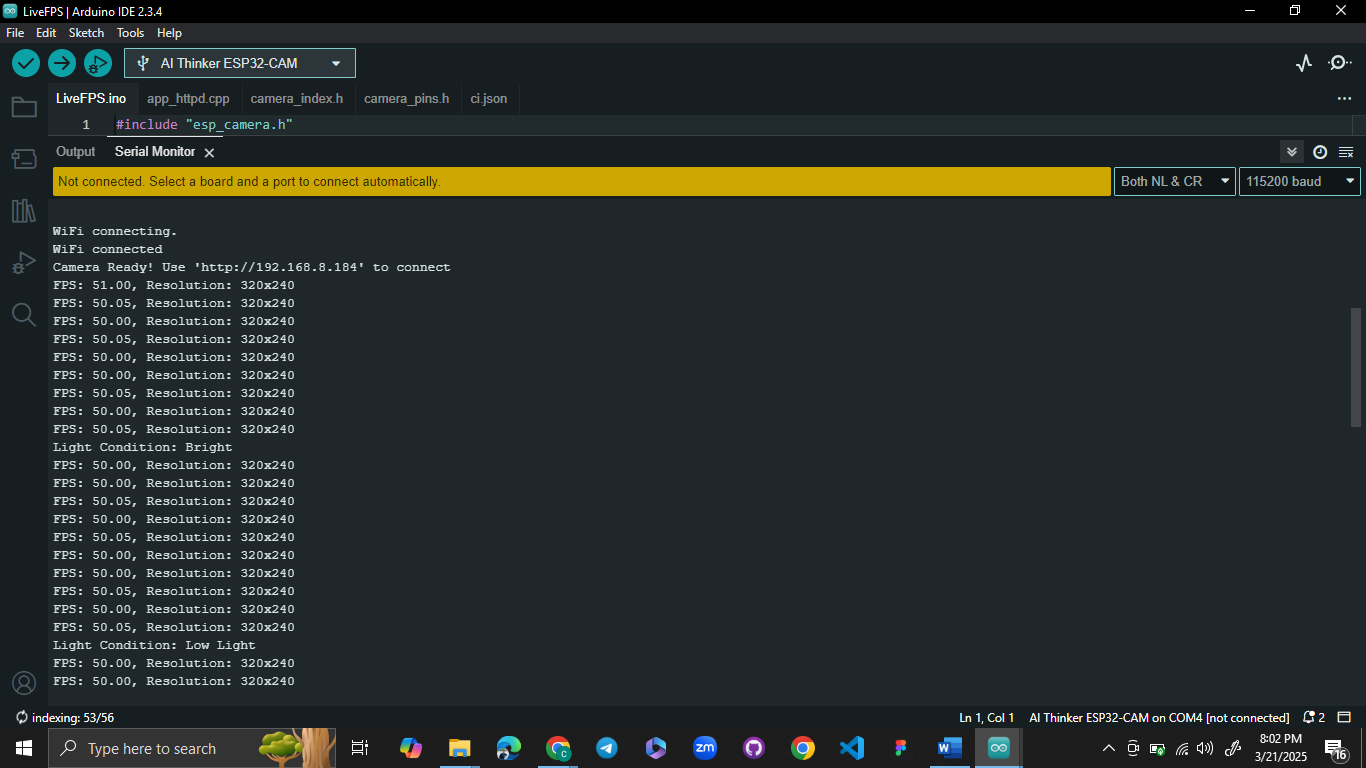 LiveFPS | Arduino IDE 2.3.4
File Edit Sketch Tools Help
AI Thinker ESP32-CAM
LiveFPS.ino app_httpd.cpp camera_index.h camera_pins.h ci.json ...
1 #include "esp_camera.h"
Output Serial Monitor
Not connected. Select a board and a port to connect automatically. Both NL & CR 115200 baud
WiFi connecting.
WiFi connected
Camera Ready! Use 'http://192.168.8.184' to connect
FPS: 51.00, Resolution: 320x240
FPS: 50.05, Resolution: 320x240
FPS: 50.00, Resolution: 320x240
FPS: 50.05, Resolution: 320x240
FPS: 50.00, Resolution: 320x240
FPS: 50.00, Resolution: 320x240
FPS: 50.05, Resolution: 320x240
FPS: 50.00, Resolution: 320x240
FPS: 50.05, Resolution: 320x240
Light Condition: Bright
FPS: 50.00, Resolution: 320x240
FPS: 50.00, Resolution: 320x240
FPS: 50.05, Resolution: 320x240
FPS: 50.00, Resolution: 320x240
FPS: 50.05, Resolution: 320x240
FPS: 50.00, Resolution: 320x240
FPS: 50.00, Resolution: 320x240
FPS: 50.05, Resolution: 320x240
FPS: 50.00, Resolution: 320x240
FPS: 50.05, Resolution: 320x240
Light Condition: Low Light
FPS: 50.00, Resolution: 320x240
FPS: 50.00, Resolution: 320x240
indexing: 53/56 Ln 1, Col 1 AI Thinker ESP32-CAM on COM4 [not connected] 2
Type here to search zm C W 8:02 PM
3/21/2025 16